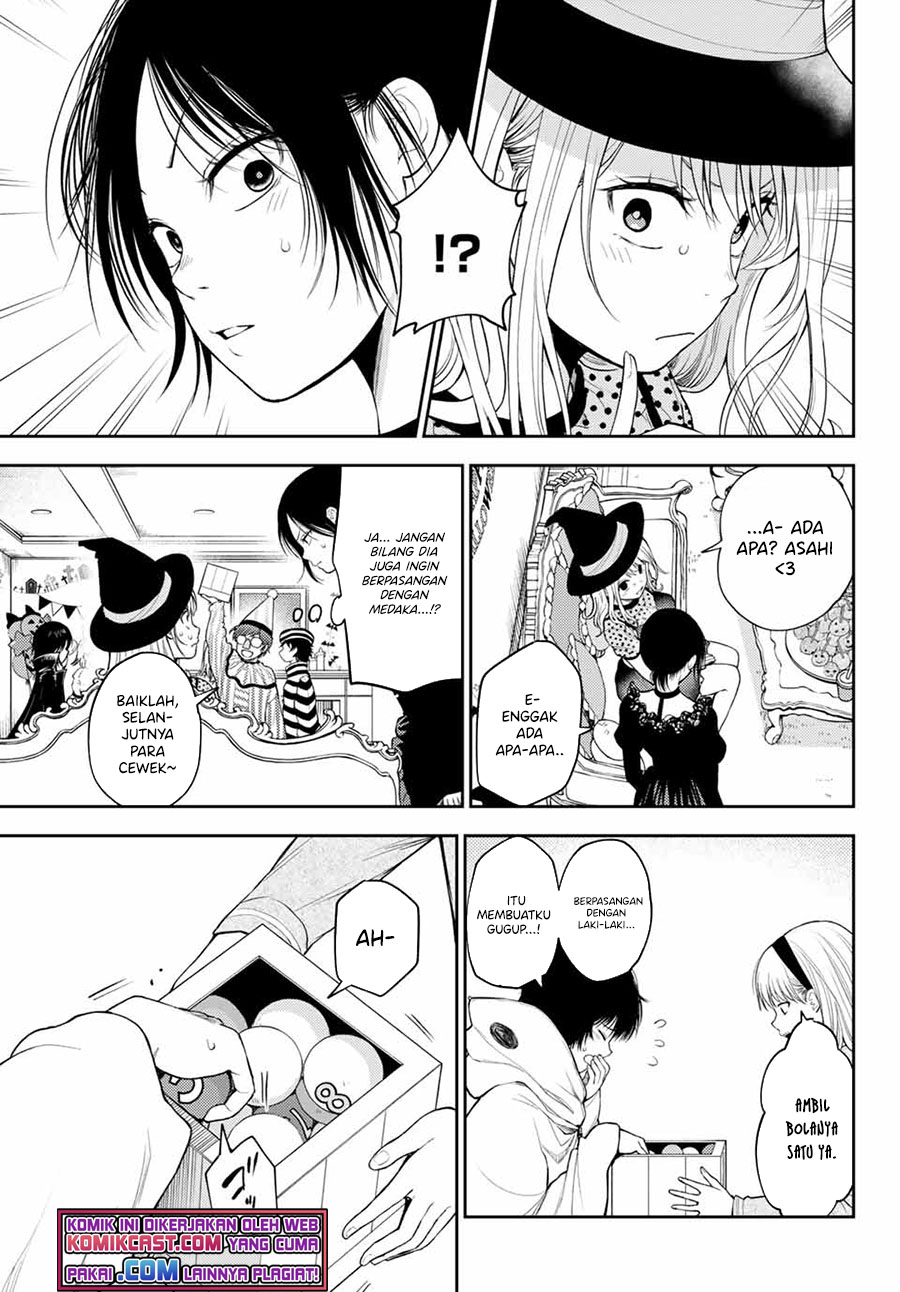 !?
...A- ADA
APA? ASAHI
<3
E-
ENGGAK
ADA
APA-APA..
JA... JANGAN
BILANG DIA
JUGA INGIN
BERPASANGAN
DENGAN
MEDAKA...!?
BAIKLAH,
SELAN-
JUTNYA
PARA
CEWEK~
BERPASANGAN
DENGAN
LAKI-LAKI...
ITU
MEMBUATKU
GUGUP...!
AMBIL
BOLANYA
SATU YA.
AH-
8
KOMIK INI DIKERJAKAN OLEH WEB
KOMIKCAST.COM YANG CUMA
PAKAI .COM LAINNYA PLAGIAT!